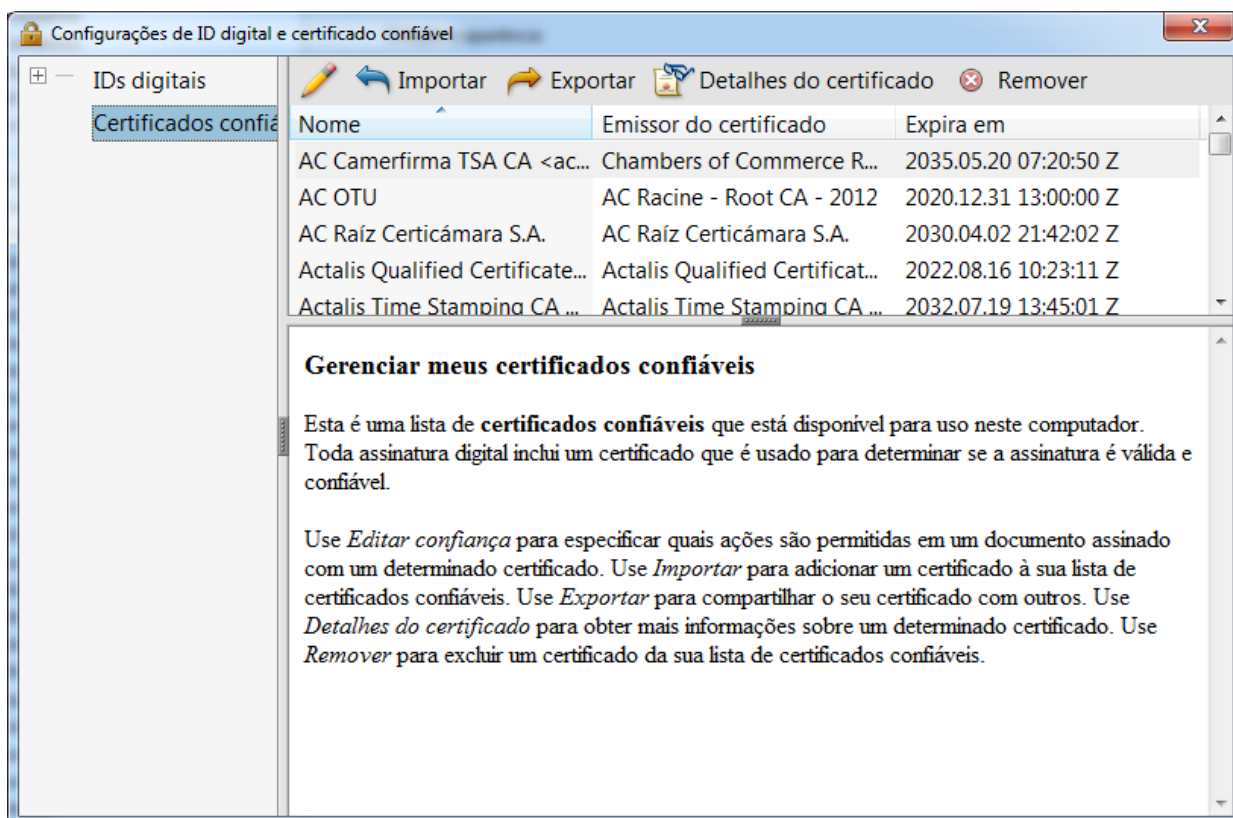 Configurações de ID digital e certificado confiável
IDs digitais
Certificados confiá
Importar Exportar Detalhes do certificado Remover
Nome Emissor do certificado Expira em
AC Camerfirma TSA CA <ac... Chambers of Commerce R... 2035.05.20 07:20:50 Z
AC OTU AC Racine - Root CA - 2012 2020.12.31 13:00:00 Z
AC Raíz Certicámara S.A. AC Raíz Certicámara S.A. 2030.04.02 21:42:02 Z
Actalis Qualified Certificate... Actalis Qualified Certificat... 2022.08.16 10:23:11 Z
Actalis Time Stamping CA ... Actalis Time Stamping CA ... 2032.07.19 13:45:01 Z
Gerenciar meus certificados confiáveis
Esta é uma lista de certificados confiáveis que está disponível para uso neste computador.
Toda assinatura digital inclui um certificado que é usado para determinar se a assinatura é válida e
confiável.
Use Editar confiança para especificar quais ações são permitidas em um documento assinado
com um determinado certificado. Use Importar para adicionar um certificado à sua lista de
certificados confiáveis. Use Exportar para compartilhar o seu certificado com outros. Use
Detalhes do certificado para obter mais informações sobre um determinado certificado. Use
Remover para excluir um certificado da sua lista de certificados confiáveis.